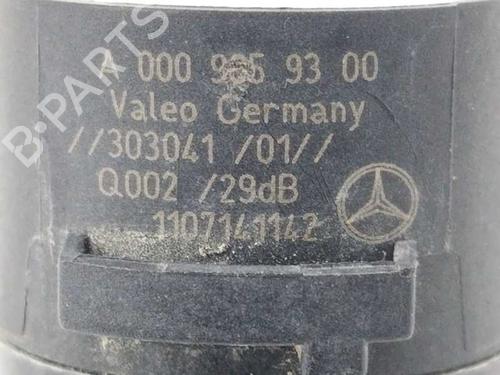 B-PARTS
A 000 905 93 00
Valeo Germany
//303041 /01//
Q002 /29dB
1107141142